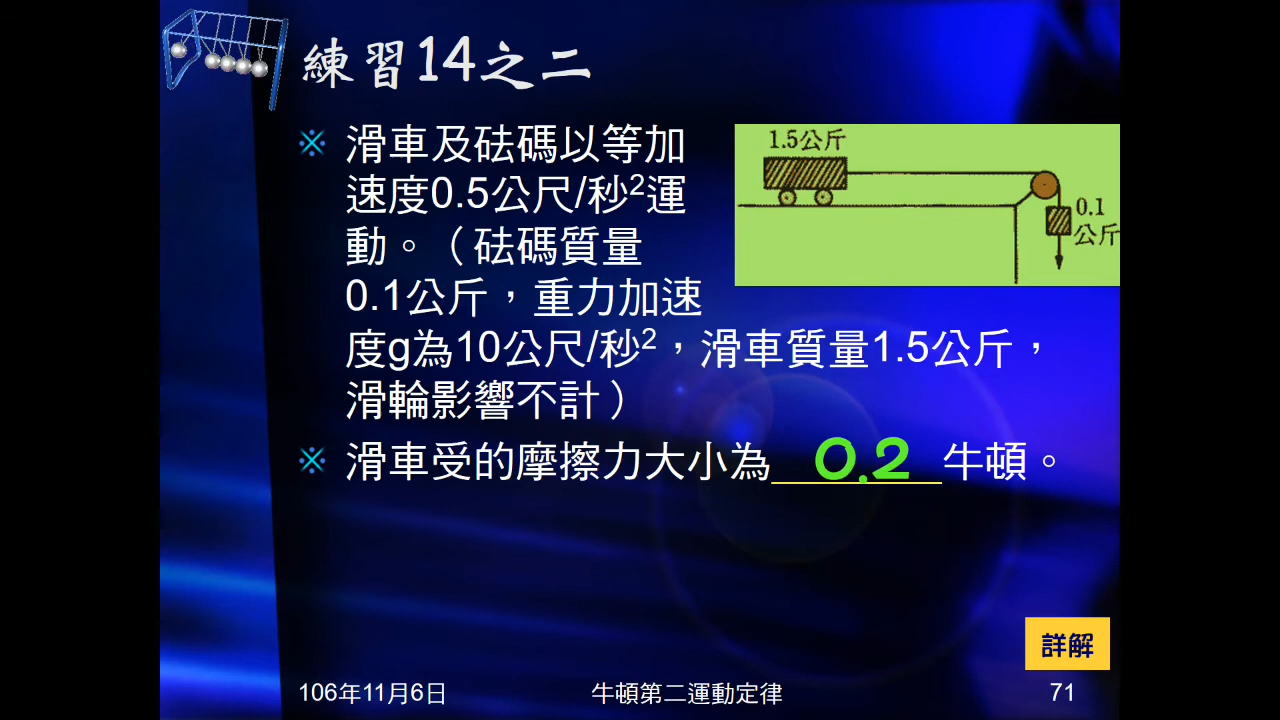 練習14之二
※ 滑車及砝碼以等加
速度0.5公尺/秒²運
動。（砝碼質量
0.1公斤，重力加速
度g為10公尺/秒²，滑車質量1.5公斤，
滑輪影響不計）
1.5公斤
0.1
公斤
※ 滑車受的摩擦力大小為 0.2 牛頓。
詳解
106年11月6日
牛頓第二運動定律
71